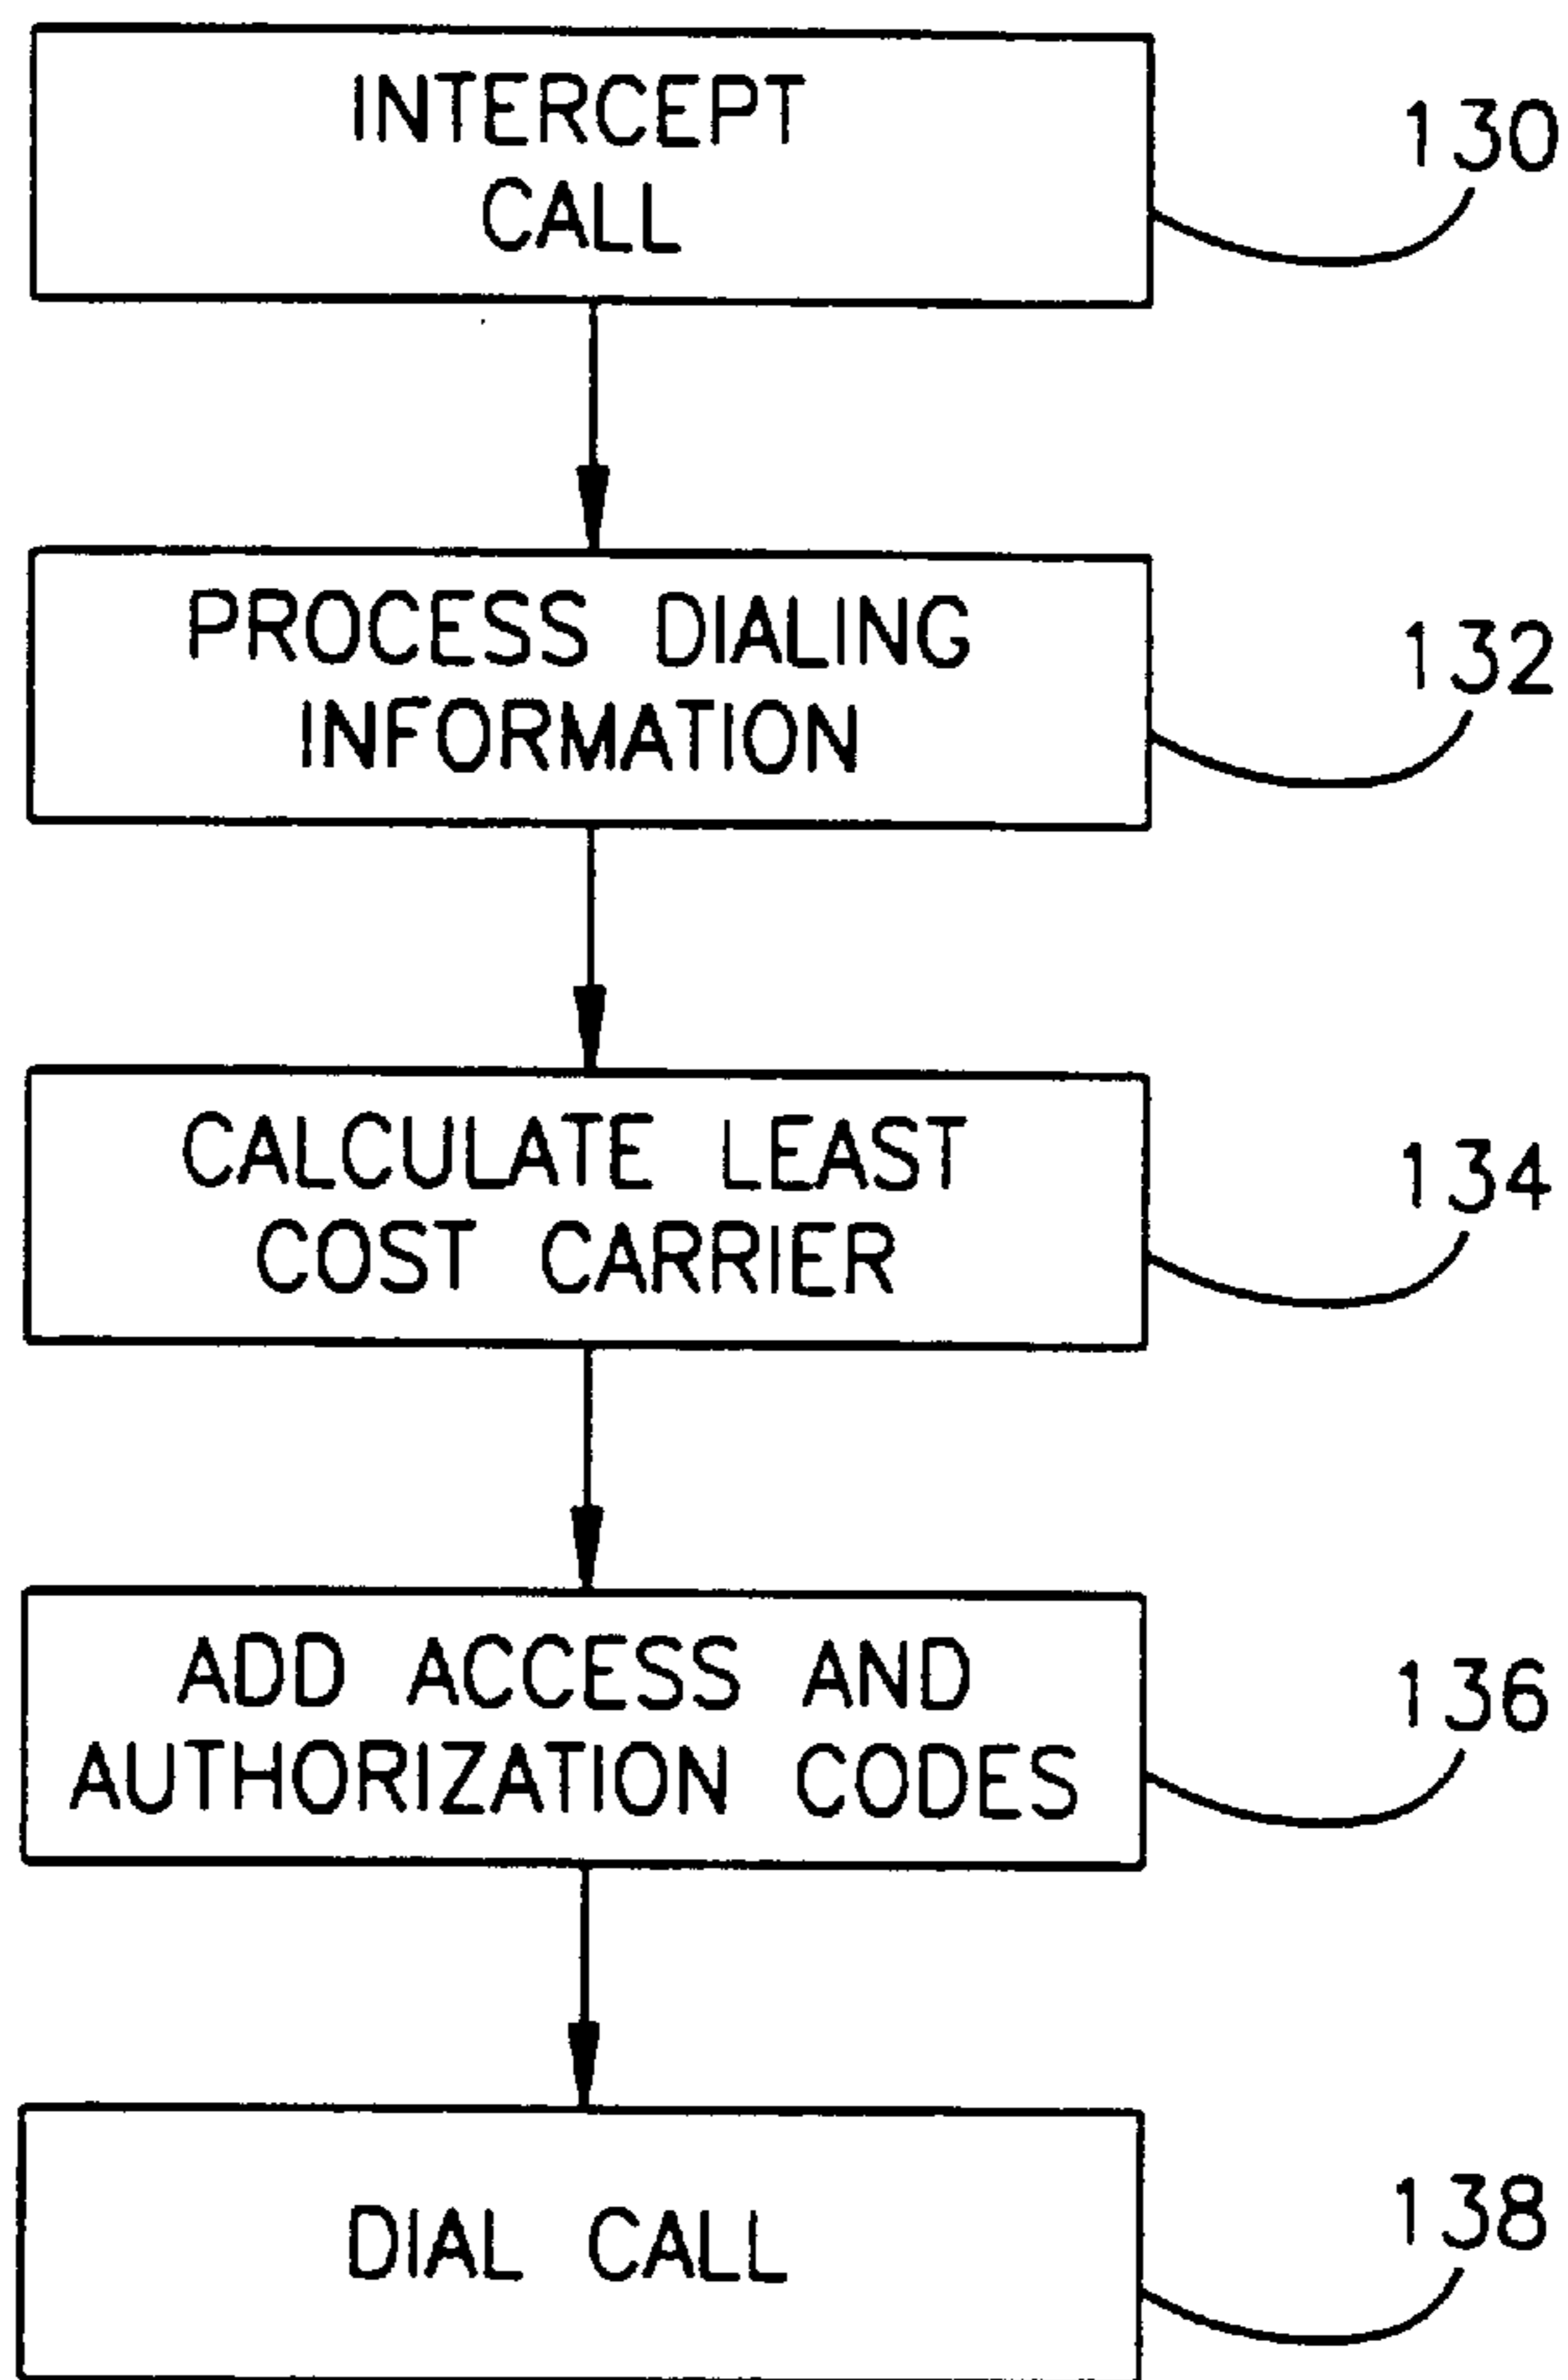 INTERCEPT
CALL
130
PROCESS DIALING
INFORMATION
132
CALCULATE LEAST
COST CARRIER
134
ADD ACCESS AND
AUTHORIZATION CODES
136
DIAL CALL
138